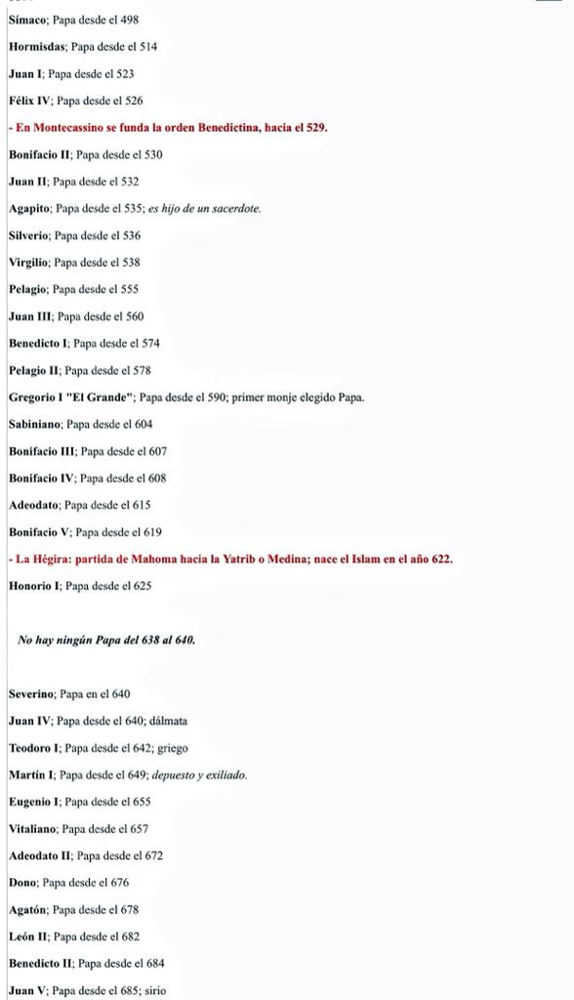 Símaco; Papa desde el 498
Hormisdas; Papa desde el 514
Juan I; Papa desde el 523
Félix IV; Papa desde el 526
- En Montecassino se funda la orden Benedictina, hacia el 529.
Bonifacio II; Papa desde el 530
Juan II; Papa desde el 532
Agapito; Papa desde el 535; es hijo de un sacerdote.
Silverio; Papa desde el 536
Virgilio; Papa desde el 538
Pelagio; Papa desde el 555
Juan III; Papa desde el 560
Benedicto I; Papa desde el 574
Pelagio II; Papa desde el 578
Gregorio I "El Grande"; Papa desde el 590; primer monje elegido Papa.
Sabiniano; Papa desde el 604
Bonifacio III; Papa desde el 607
Bonifacio IV; Papa desde el 608
Adeodato; Papa desde el 615
Bonifacio V; Papa desde el 619
- La Hégira: partida de Mahoma hacia la Yatrib o Medina; nace el Islam en el año 622.
Honorio I; Papa desde el 625
No hay ningún Papa del 638 al 640.
Severino; Papa en el 640
Juan IV; Papa desde el 640; dálmata
Teodoro I; Papa desde el 642; griego
Martín I; Papa desde el 649; depuesto y exiliado.
Eugenio I; Papa desde el 655
Vitaliano; Papa desde el 657
Adeodato II; Papa desde el 672
Dono; Papa desde el 676
Agatón; Papa desde el 678
León II; Papa desde el 682
Benedicto II; Papa desde el 684
Juan V; Papa desde el 685; sirio